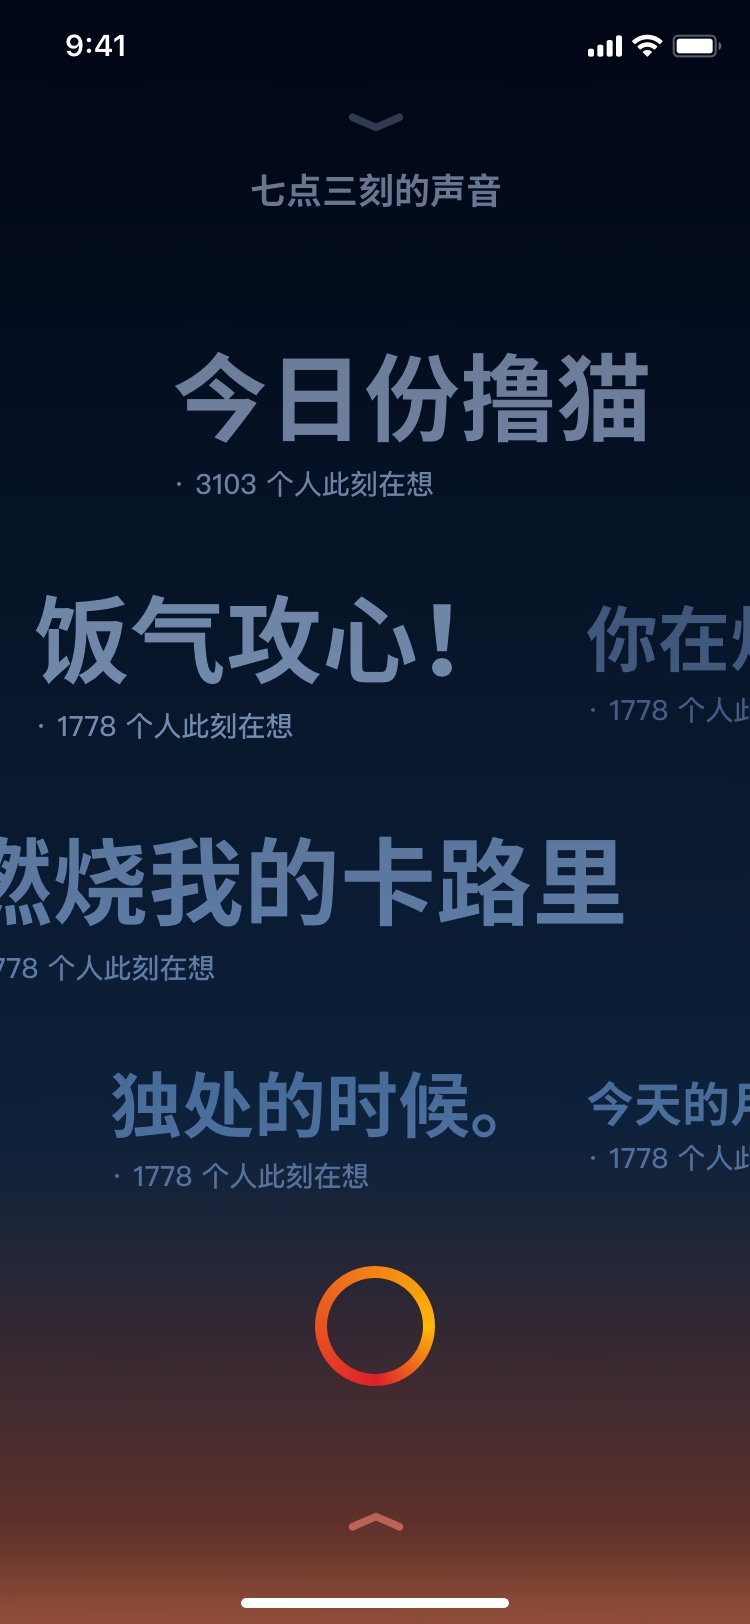 9:41
七点三刻的声音
今日份撸猫
· 3103 个人此刻在想
饭气攻心！
· 1778 个人此刻在想
你在
· 1778 个人此
燃烧我的卡路里
778 个人此刻在想
独处的时候。
· 1778 个人此刻在想
今天的月
· 1778 个人此